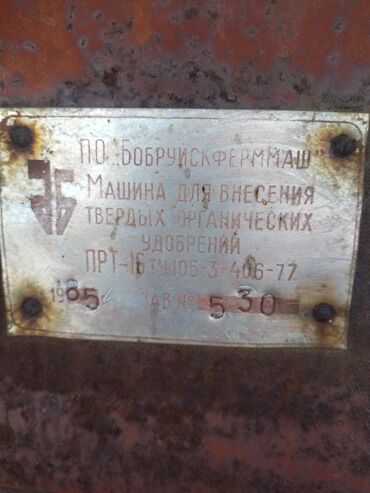 ПО "БОБРУЙСКФЕРММАШ"
МАШИНА ДЛЯ ВНЕСЕНИЯ
ТВЕРДЫХ ОРГАНИЧЕСКИХ
УДОБРЕНИЙ
ПРТ-16 ТУ105-3-406-77
1985 ЗАВ № 530